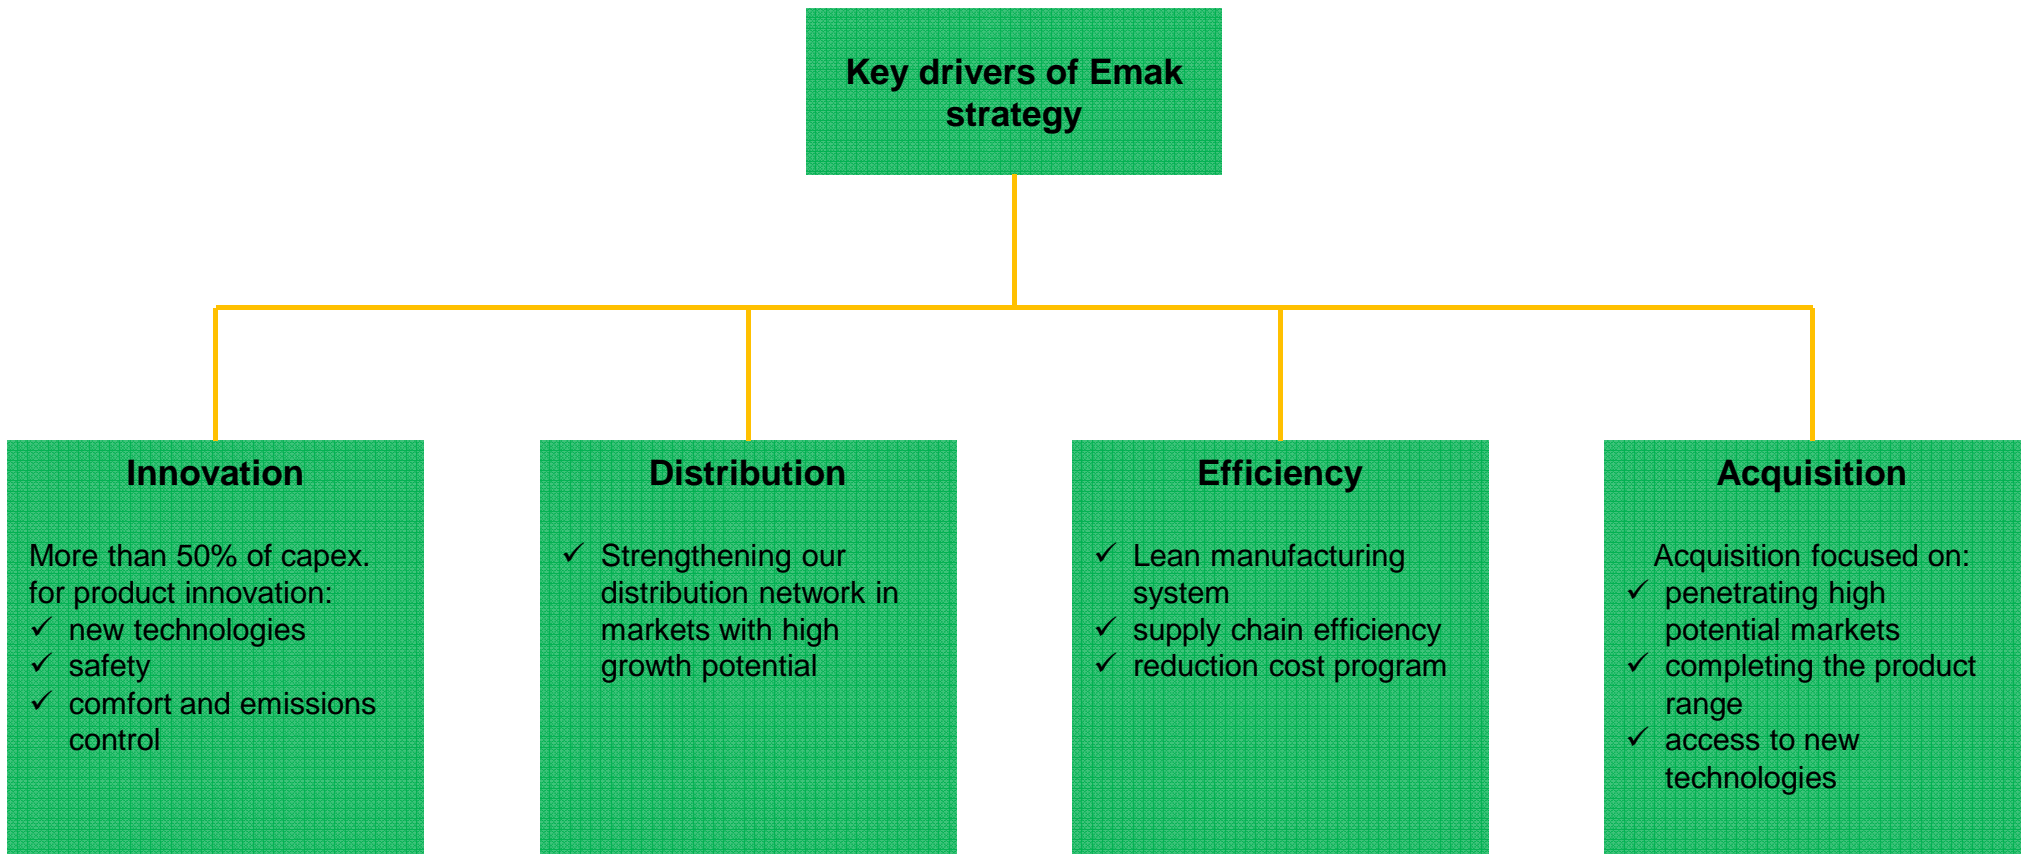 Key drivers of Emak
strategy
Innovation
More than 50% of capex.
for product innovation:
✓ new technologies
✓ safety
✓ comfort and emissions
control
Distribution
✓ Strengthening our
distribution network in
markets with high
growth potential
Efficiency
✓ Lean manufacturing
system
✓ supply chain efficiency
✓ reduction cost program
Acquisition
Acquisition focused on:
✓ penetrating high
potential markets
✓ completing the product
range
✓ access to new
technologies